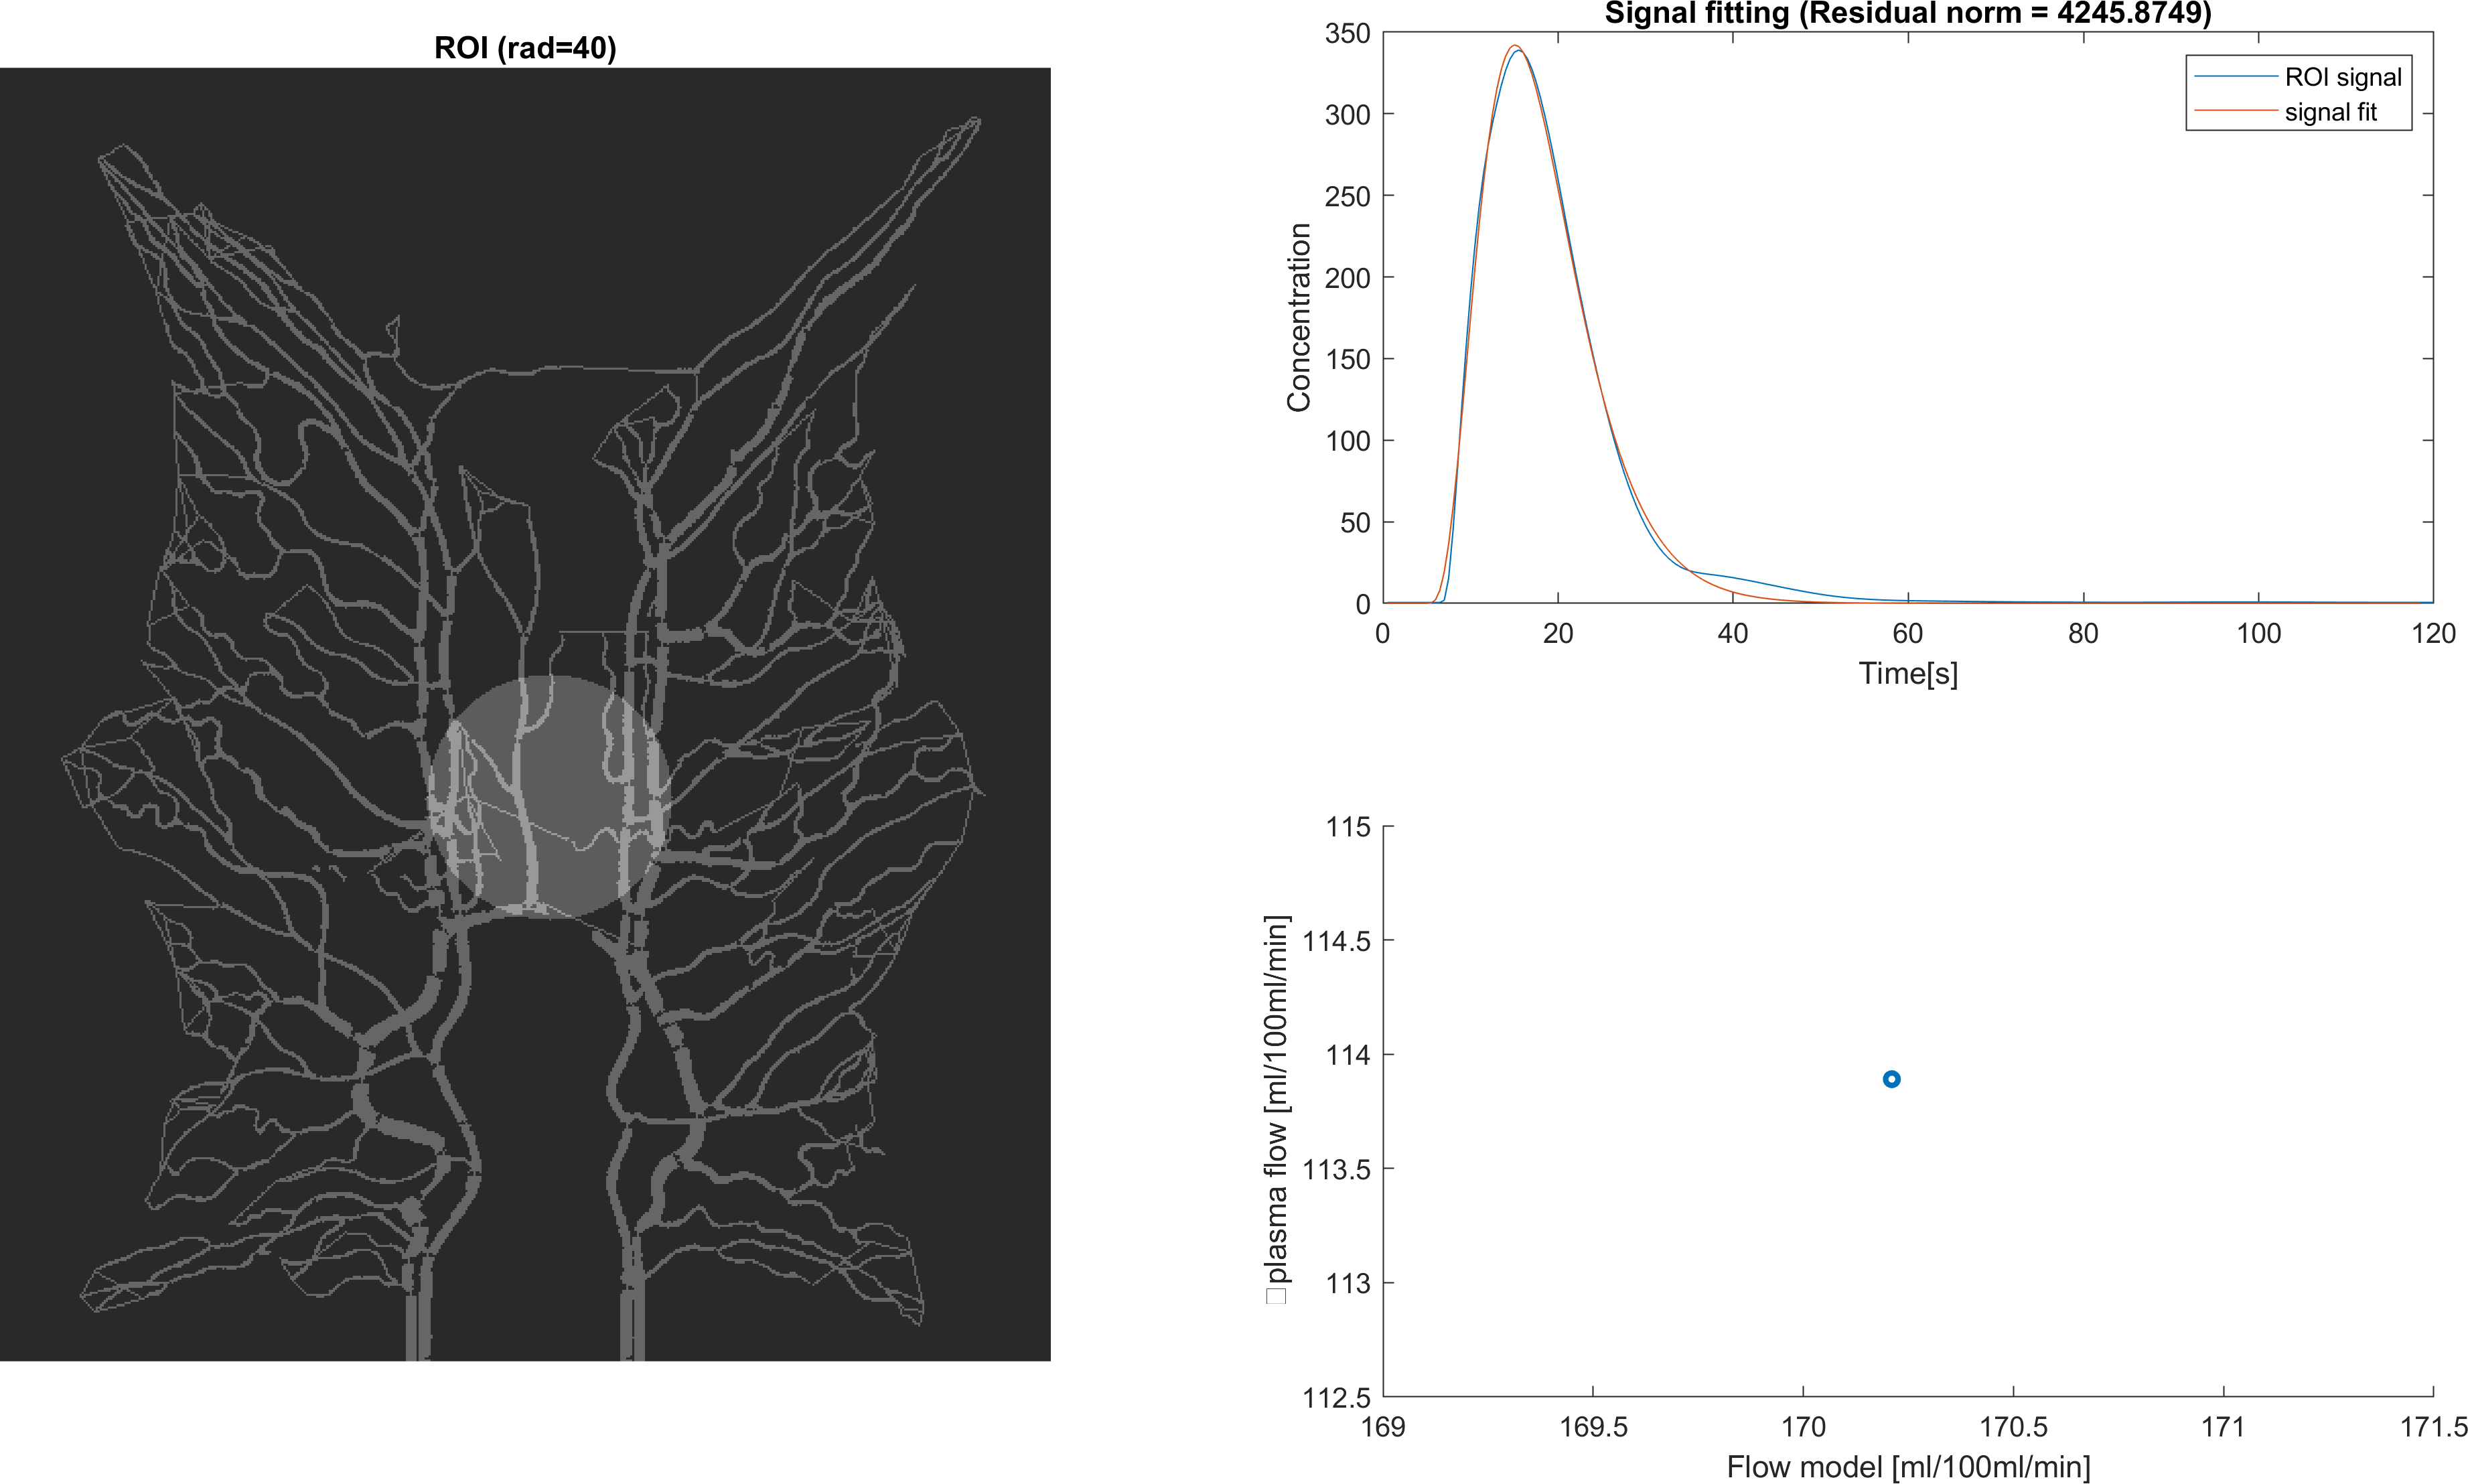 ROI (rad=40)
Signal fitting (Residual norm = 4245.8749)
350
300
250
200
150
100
50
0
Concentration
ROI signal
signal fit
0 20 40 60 80 100 120
Time[s]
115
114.5
114
113.5
113
112.5
□plasma flow [ml/100ml/min]
169 169.5 170 170.5 171 171.5
Flow model [ml/100ml/min]